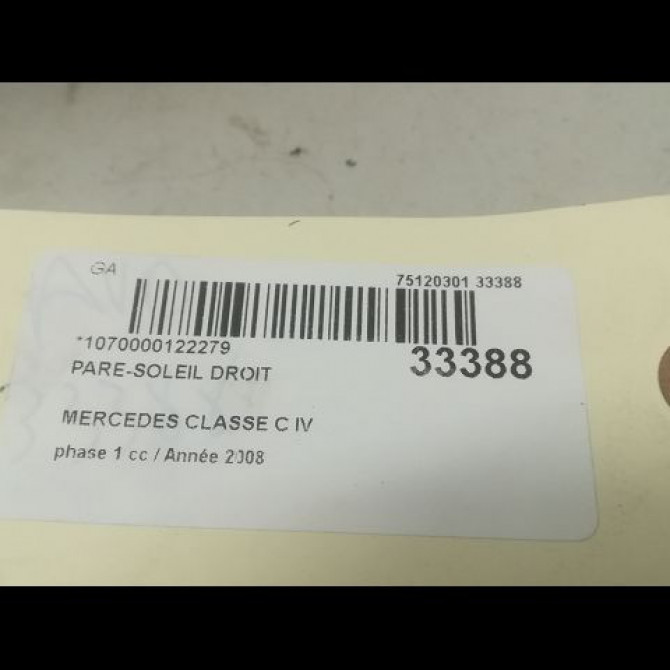 GA
75120301 33388
*1070000122279
33388
PARE-SOLEIL DROIT
MERCEDES CLASSE C IV
phase 1 cc / Année 2008